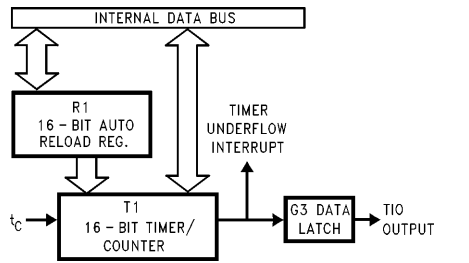 INTERNAL DATA BUS
R1
16-BIT AUTO
RELOAD REG.
TIMER
UNDERFLOW
INTERRUPT
tC
T1
16-BIT TIMER/
COUNTER
G3 DATA
LATCH
TIO
OUTPUT